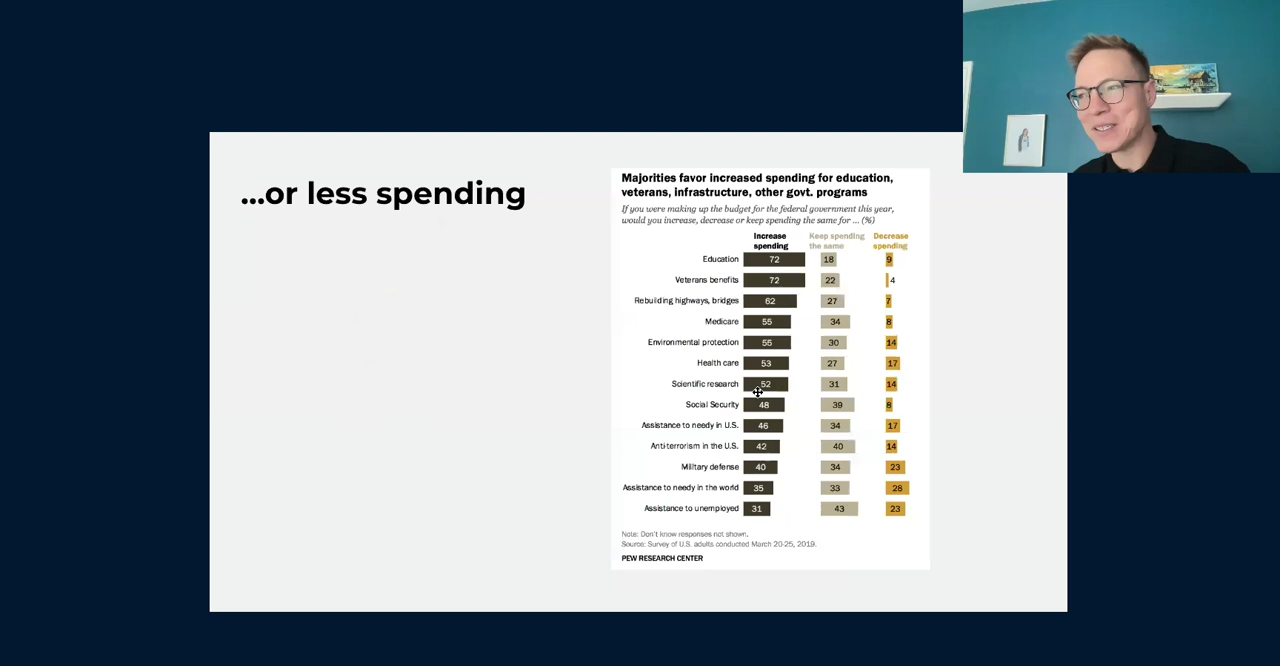 ...or less spending
Majorities favor increased spending for education,
veterans, infrastructure, other govt. programs
If you were making up the budget for the federal government this year,
would you increase, decrease or keep spending the same for ... (%)
Increase Keep spending Decrease
spending the same spending
Education 72 18 9
Veterans benefits 72 22 4
Rebuilding highways, bridges 62 27 7
Medicare 55 34 8
Environmental protection 55 30 14
Health care 53 27 17
Scientific research 52 31 14
Social Security 48 39 8
Assistance to needy in U.S. 46 34 17
Anti-terrorism in the U.S. 42 40 14
Military defense 40 34 23
Assistance to needy in the world 35 33 28
Assistance to unemployed 31 43 23
Note: Don't know responses not shown.
Source: Survey of U.S. adults conducted March 20-25, 2019.
PEW RESEARCH CENTER